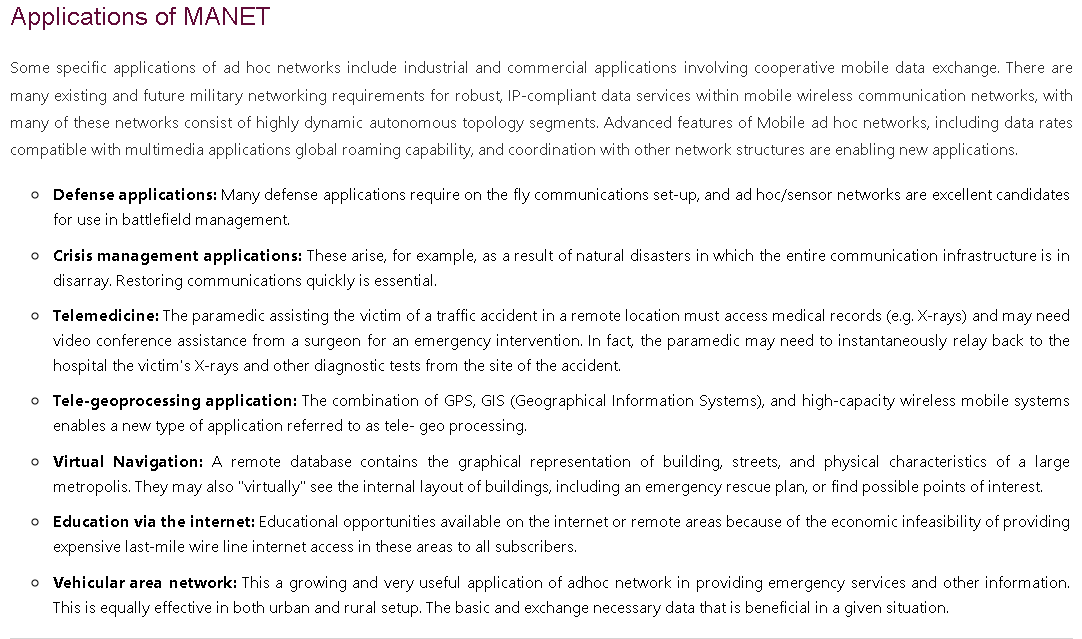 Applications of MANET
Some specific applications of ad hoc networks include industrial and commercial applications involving cooperative mobile data exchange. There are
many existing and future military networking requirements for robust, IP-compliant data services within mobile wireless communication networks, with
many of these networks consist of highly dynamic autonomous topology segments. Advanced features of Mobile ad hoc networks, including data rates
compatible with multimedia applications global roaming capability, and coordination with other network structures are enabling new applications.
Defense applications: Many defense applications require on the fly communications set-up, and ad hoc/sensor networks are excellent candidates
for use in battlefield management.
Crisis management applications: These arise, for example, as a result of natural disasters in which the entire communication infrastructure is in
disarray. Restoring communications quickly is essential.
Telemedicine: The paramedic assisting the victim of a traffic accident in a remote location must access medical records (e.g. X-rays) and may need
video conference assistance from a surgeon for an emergency intervention. In fact, the paramedic may need to instantaneously relay back to the
hospital the victim's X-rays and other diagnostic tests from the site of the accident.
Tele-geoprocessing application: The combination of GPS, GIS (Geographical Information Systems), and high-capacity wireless mobile systems
enables a new type of application referred to as tele- geo processing.
Virtual Navigation: A remote database contains the graphical representation of building, streets, and physical characteristics of a large
metropolis. They may also "virtually" see the internal layout of buildings, including an emergency rescue plan, or find possible points of interest.
Education via the internet: Educational opportunities available on the internet or remote areas because of the economic infeasibility of providing
expensive last-mile wire line internet access in these areas to all subscribers.
Vehicular area network: This a growing and very useful application of adhoc network in providing emergency services and other information.
This is equally effective in both urban and rural setup. The basic and exchange necessary data that is beneficial in a given situation.